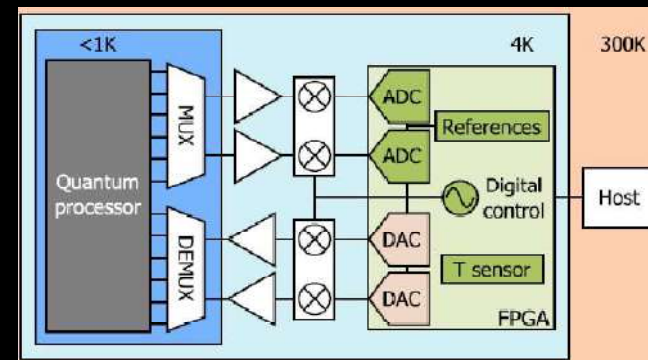 <1K
4K
300K
Quantum
processor
MUX
DEMUX
ADC
ADC
References
Digital
control
DAC
DAC
T sensor
FPGA
Host